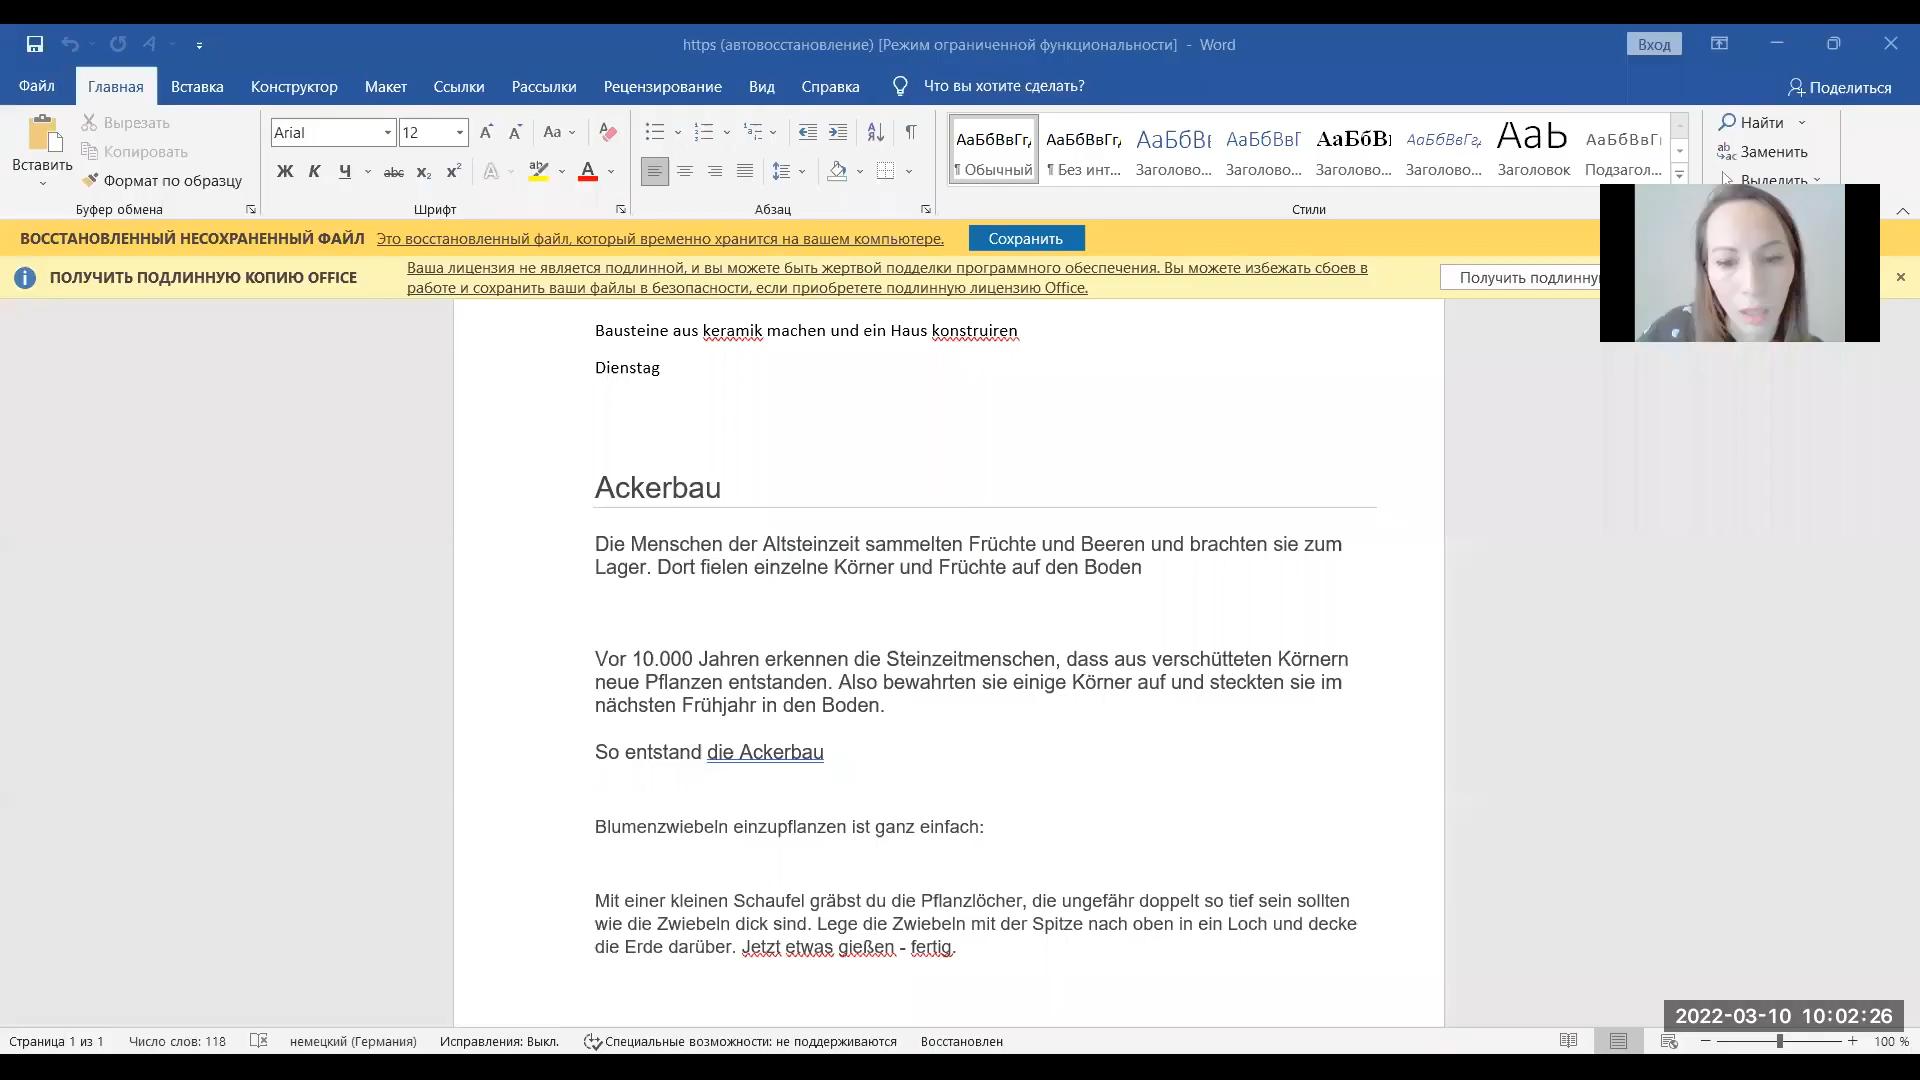 https (автовосстановление) [Режим ограниченной функциональности] - Word
Вход
Файл Главная Вставка Конструктор Макет Ссылки Рассылки Рецензирование Вид Справка Что вы хотите сделать? Поделиться
Вставить
Вырезать
Копировать
Формат по образцу
Буфер обмена
Arial 12
Ж К Ч abc x₂ x²
Шрифт
Абзац
АаБбВвГг, АаБбВвГг, АаБбВı АаБбВвГ АаБбВı АаБбВвГг, АаЬ АаБбВвГı
¶ Обычный ¶ Без инт... Заголово... Заголово... Заголово... Заголово... Заголовок Подзагол...
Стили
Найти
Заменить
Выделить
ВОССТАНОВЛЕННЫЙ НЕСОХРАНЕННЫЙ ФАЙЛ Это восстановленный файл, который временно хранится на вашем компьютере. Сохранить
ПОЛУЧИТЬ ПОДЛИННУЮ КОПИЮ OFFICE Ваша лицензия не является подлинной, и вы можете быть жертвой подделки программного обеспечения. Вы можете избежать сбоев в
работе и сохранить ваши файлы в безопасности, если приобретете подлинную лицензию Office.
Получить подлинную
Bausteine aus keramik machen und ein Haus konstruiren
Dienstag
Ackerbau
Die Menschen der Altsteinzeit sammelten Früchte und Beeren und brachten sie zum
Lager. Dort fielen einzelne Körner und Früchte auf den Boden
Vor 10.000 Jahren erkennen die Steinzeitmenschen, dass aus verschütteten Körnern
neue Pflanzen entstanden. Also bewahrten sie einige Körner auf und steckten sie im
nächsten Frühjahr in den Boden.
So entstand die Ackerbau
Blumenzwiebeln einzupflanzen ist ganz einfach:
Mit einer kleinen Schaufel gräbst du die Pflanzlöcher, die ungefähr doppelt so tief sein sollten
wie die Zwiebeln dick sind. Lege die Zwiebeln mit der Spitze nach oben in ein Loch und decke
die Erde darüber. Jetzt etwas gießen - fertig.
2022-03-10 10:02:26
Страница 1 из 1 Число слов: 118 немецкий (Германия) Исправления: Выкл. Специальные возможности: не поддерживаются Восстановлен 100 %